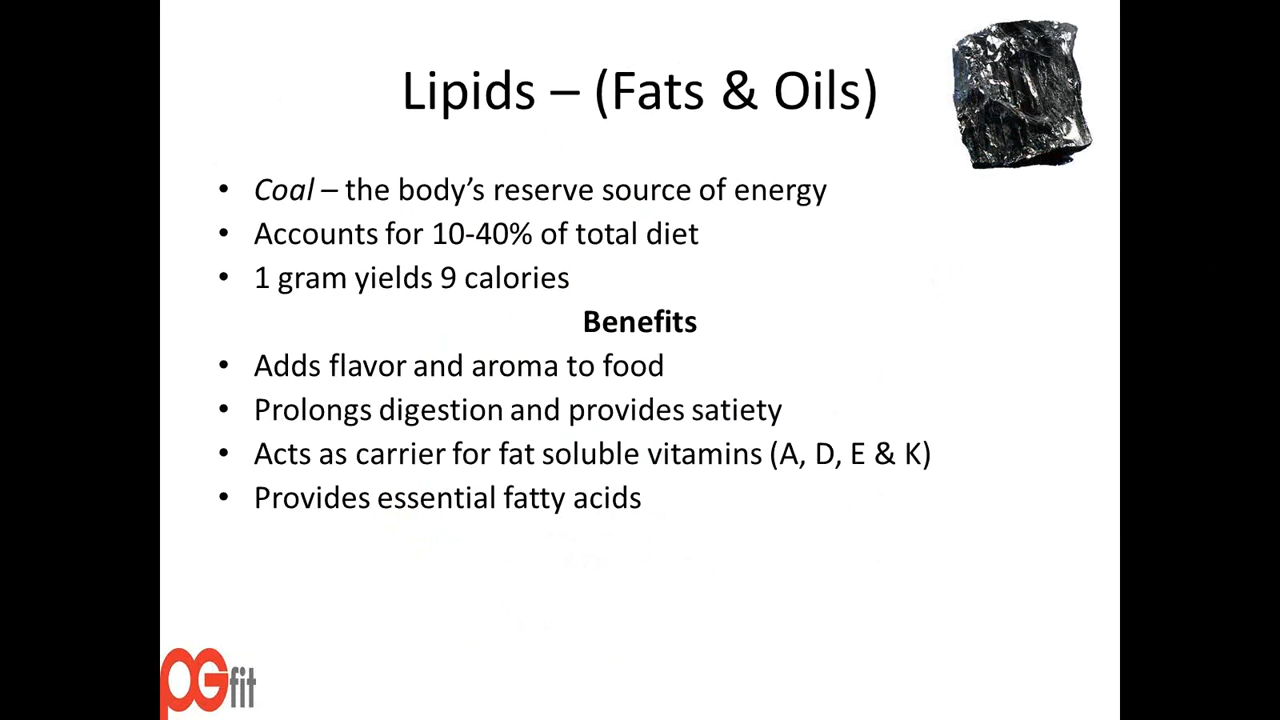 Lipids – (Fats & Oils)
• Coal – the body’s reserve source of energy
• Accounts for 10-40% of total diet
• 1 gram yields 9 calories
Benefits
• Adds flavor and aroma to food
• Prolongs digestion and provides satiety
• Acts as carrier for fat soluble vitamins (A, D, E & K)
• Provides essential fatty acids
PGfit